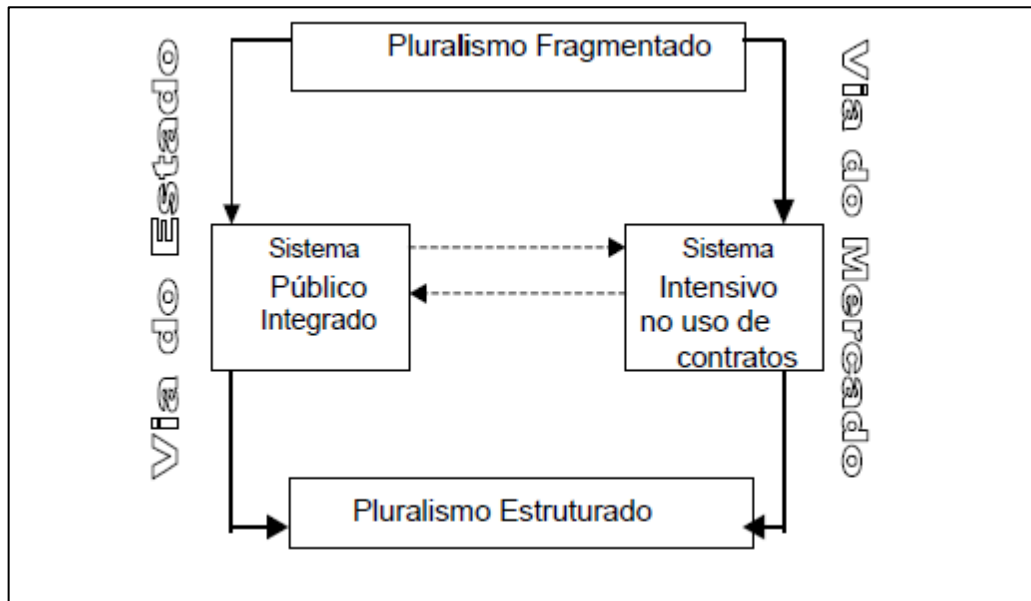 Pluralismo Fragmentado
Via do Estado
Via do Mercado
Sistema
Público
Integrado
Sistema
Intensivo
no uso de
contratos
Pluralismo Estruturado